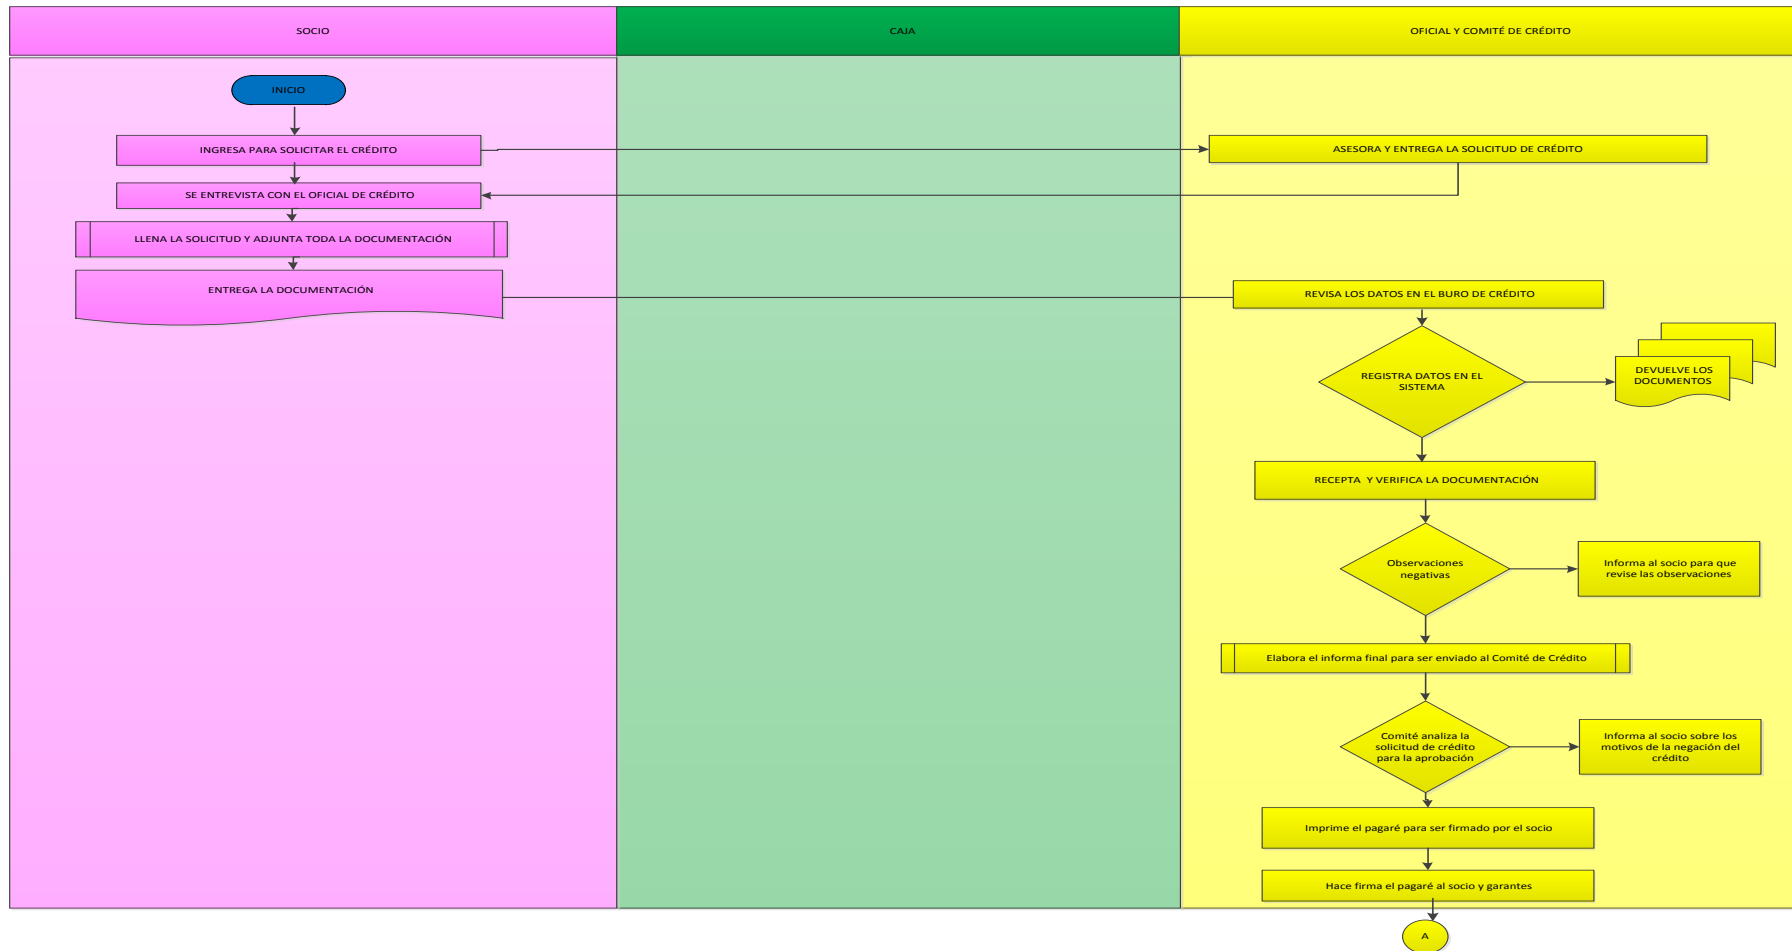 SOCIO
CAJA
OFICIAL Y COMITÉ DE CRÉDITO
INICIO
INGRESA PARA SOLICITAR EL CRÉDITO
ASESORA Y ENTREGA LA SOLICITUD DE CRÉDITO
SE ENTREVISTA CON EL OFICIAL DE CRÉDITO
LLENA LA SOLICITUD Y ADJUNTA TODA LA DOCUMENTACIÓN
ENTREGA LA DOCUMENTACIÓN
REVISA LOS DATOS EN EL BURO DE CRÉDITO
REGISTRA DATOS EN EL
SISTEMA
DEVUELVE LOS
DOCUMENTOS
RECEPTA Y VERIFICA LA DOCUMENTACIÓN
Observaciones
negativas
Informa al socio para que
revise las observaciones
Elabora el informa final para ser enviado al Comité de Crédito
Comité analiza la
solicitud de crédito
para la aprobación
Informa al socio sobre los
motivos de la negación del
crédito
Imprime el pagaré para ser firmado por el socio
Hace firma el pagaré al socio y garantes
A